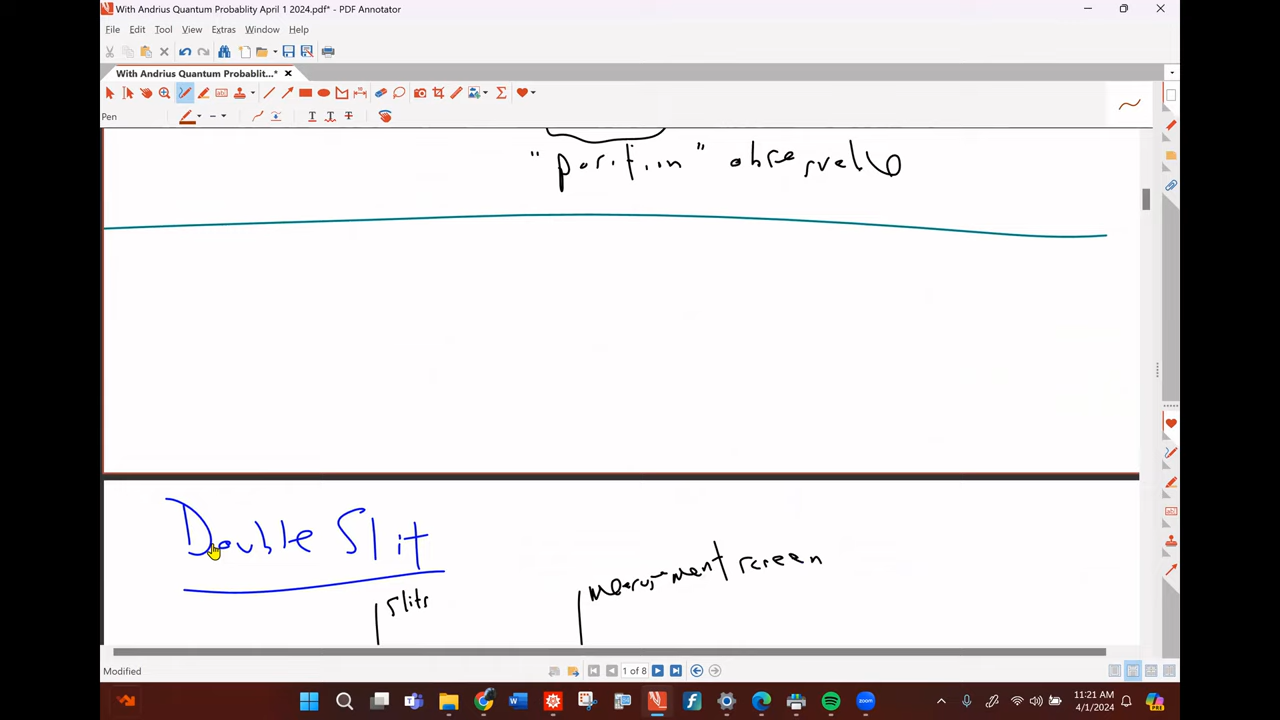 With Andrius Quantum Probablity April 1 2024.pdf* - PDF Annotator
File Edit Tool View Extras Window Help
With Andrius Quantum Probablit...*
Pen
"position" observable
Double Slit
measurement screen
slits
Modified
1 of 8
11:21 AM
4/1/2024